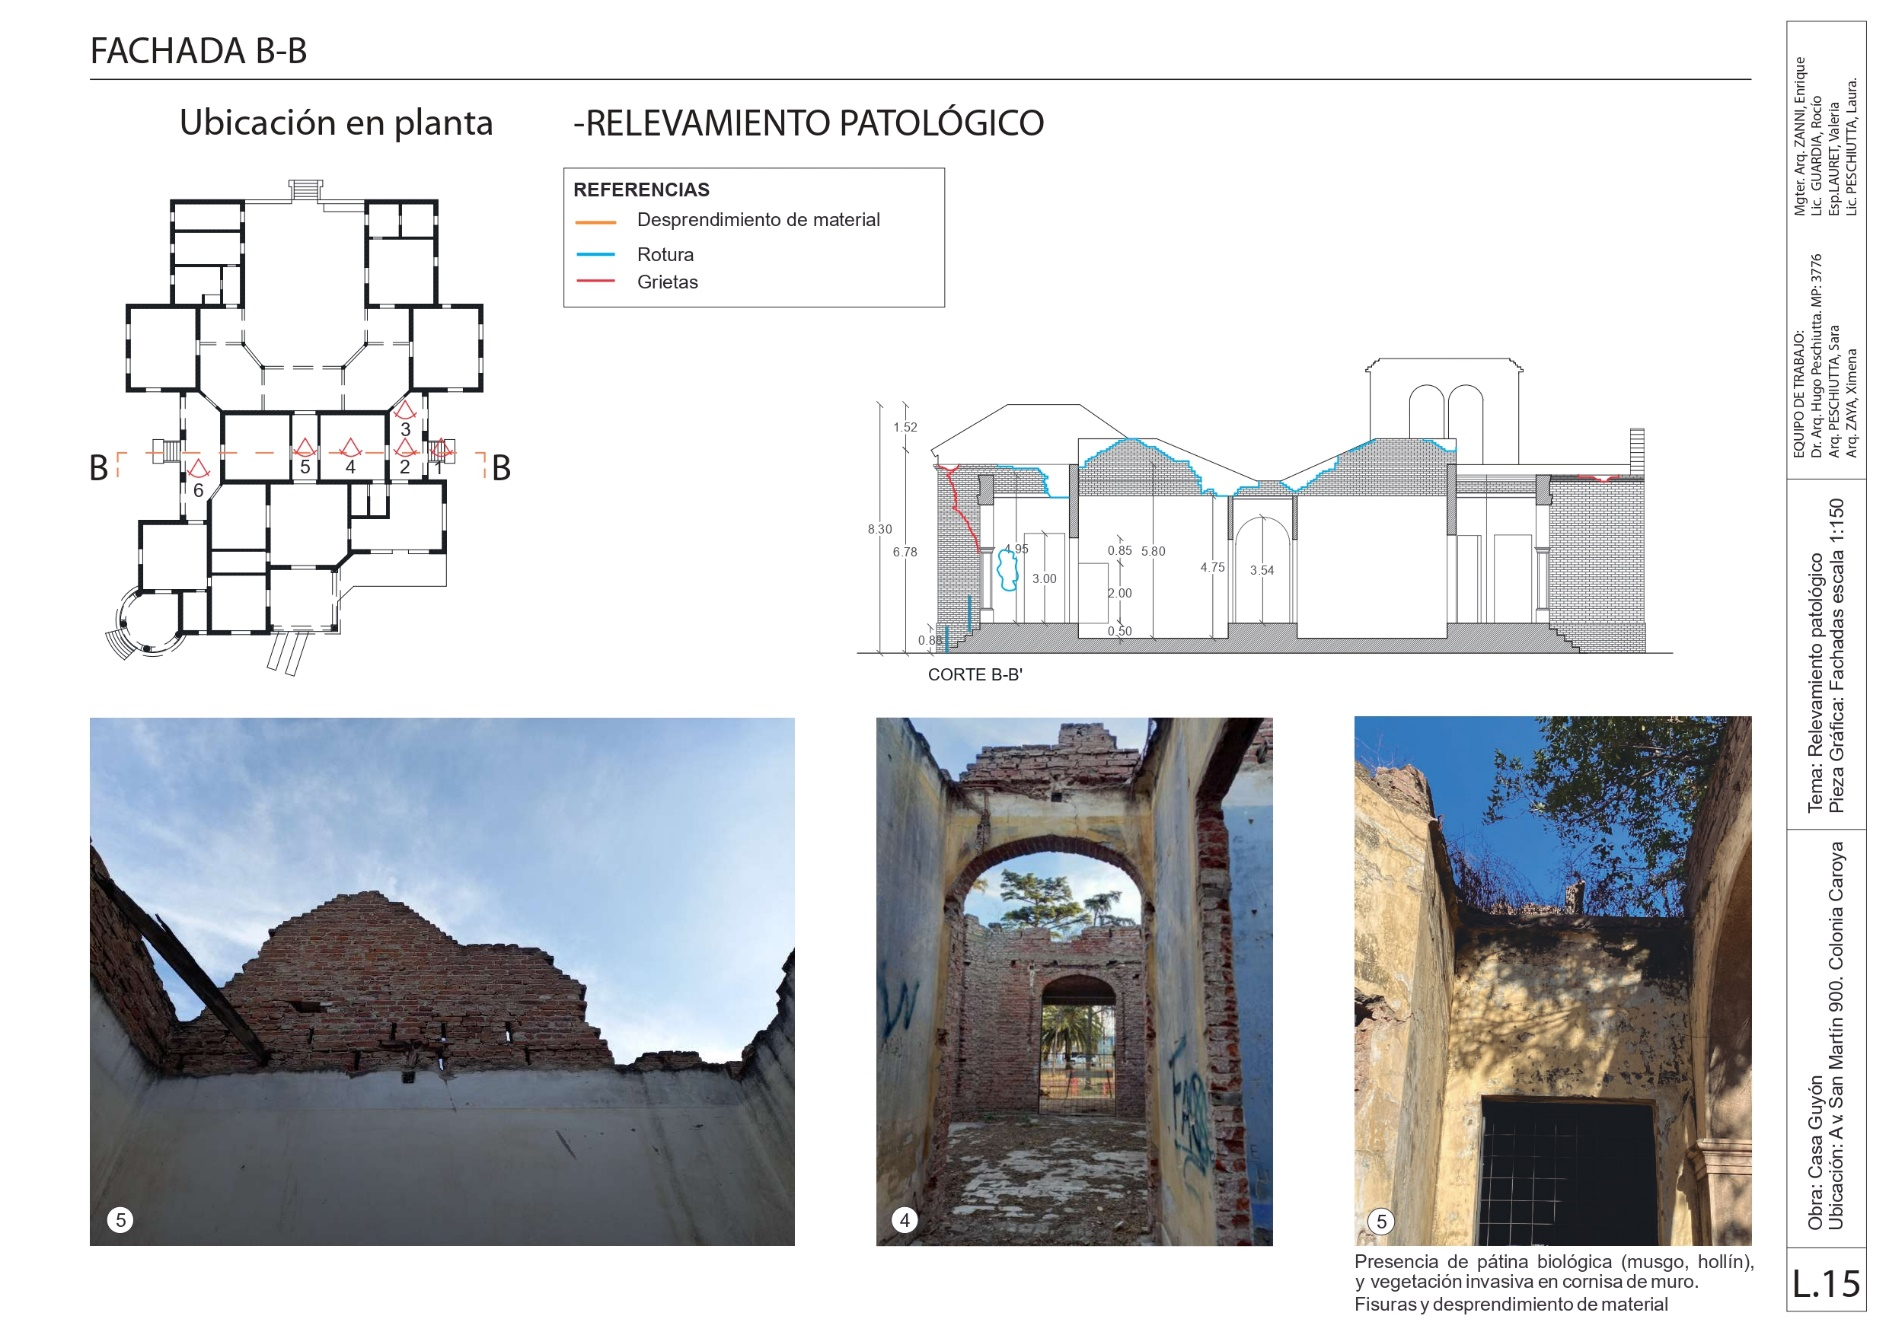 FACHADA B-B
Ubicación en planta
-RELEVAMIENTO PATOLÓGICO
REFERENCIAS
Desprendimiento de material
Rotura
Grietas
3
B
5
4
2
1
B
6
1.52
8.30
6.78
4.95
3.00
0.85
5.80
2.00
0.50
4.75
3.54
0.88
CORTE B-B'
5
4
5
Presencia de pátina biológica (musgo, hollín),
y vegetación invasiva en cornisa de muro.
Fisuras y desprendimiento de material
Mgter. Arq. ZANNI, Enrique
Lic. GUARDIA, Rocío
Esp.LAURET, Valeria
Lic. PESCHIUTTA, Laura.
EQUIPO DE TRABAJO:
Dr. Arq. Hugo Peschiutta. MP: 3776
Arq. PESCHIUTTA, Sara
Arq. ZAYA, Ximena
Tema: Relevamiento patológico
Pieza Gráfica: Fachadas escala 1:150
Obra: Casa Guyón
Ubicación: Av. San Martín 900. Colonia Caroya
L.15